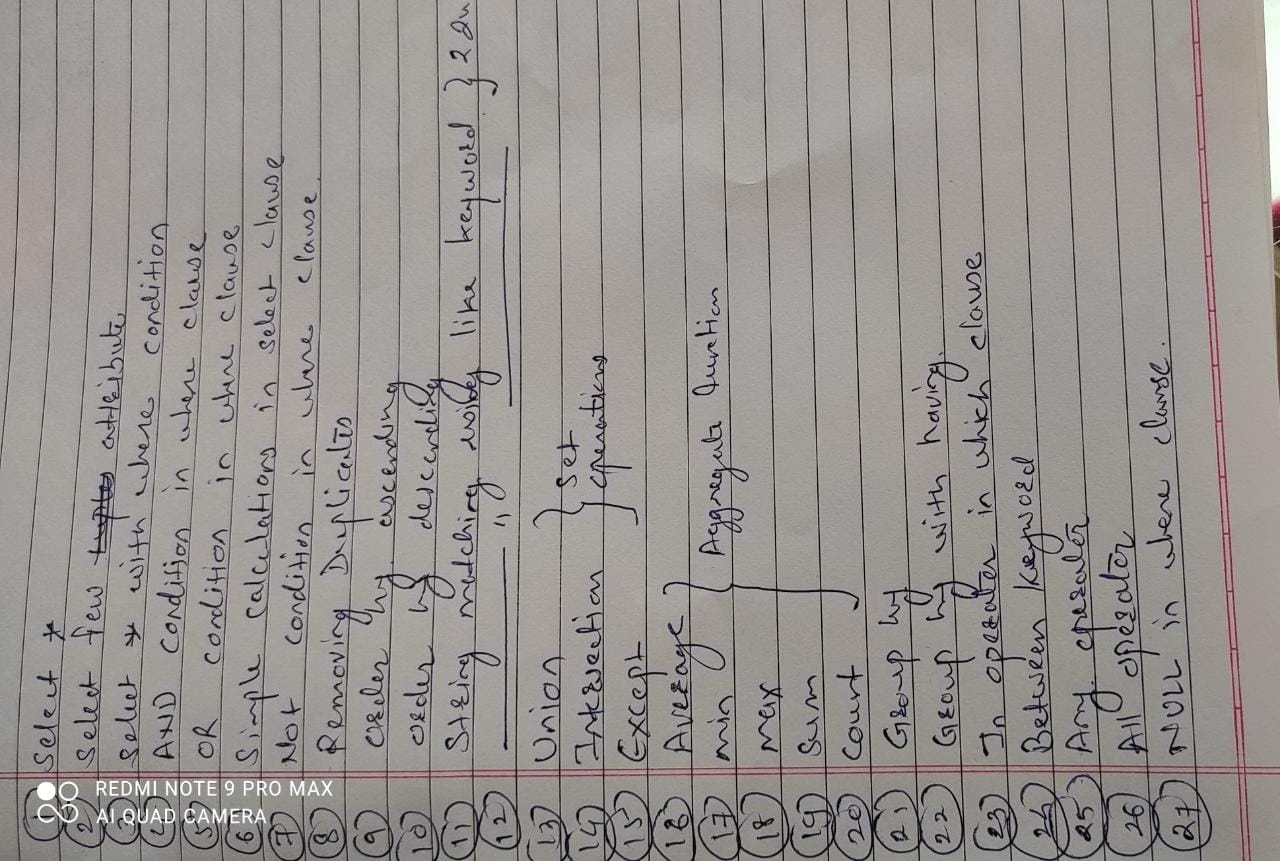 1 Select *
2 Select few tuples attribute
3 Select * with where condition
4 AND condition in where clause
5 OR condition in where clause
6 Simple calculations in select clause
7 Not condition in where clause.
8 Removing Duplicates
9 order by ascending
10 order by descending
11 String matching using like keyword } 2 Qu
12 ——— " ———
13 Union
14 Intersection } Set operations
15 Except
16 Average
17 min } Aggregate function
18 max
19 Sum
20 Count
21 Group by
22 Group by with having.
23 In operator in which clause
24 Between Keyword
25 Any operator
26 All operator
27 NULL in where clause.
REDMI NOTE 9 PRO MAX
AI QUAD CAMERA